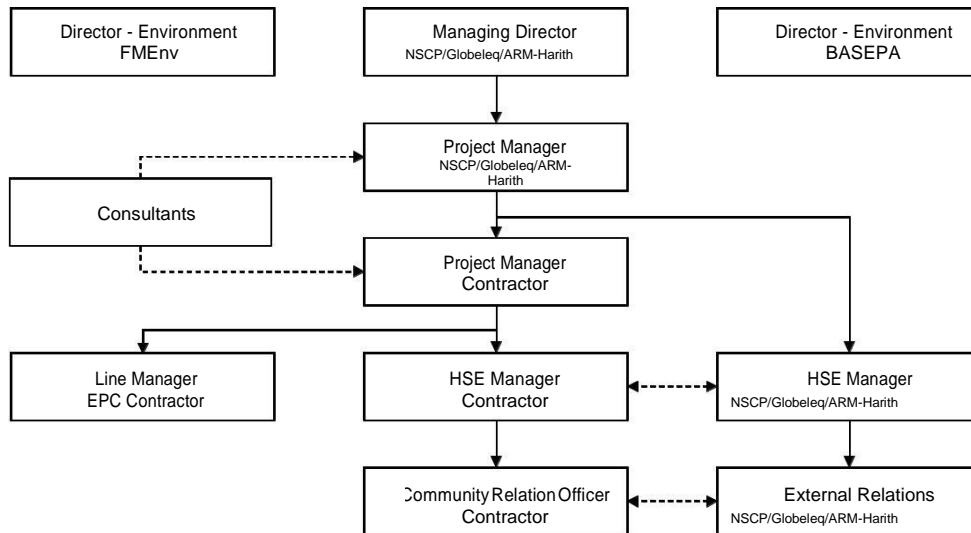 Director - Environment
FMEnv
Managing Director
NSCP/Globeleq/ARM-Harith
Director - Environment
BASEPA
Project Manager
NSCP/Globeleq/ARM-
Harith
Consultants
Project Manager
Contractor
Line Manager
EPC Contractor
HSE Manager
Contractor
HSE Manager
NSCP/Globeleq/ARM-Harith
Community Relation Officer
Contractor
External Relations
NSCP/Globeleq/ARM-Harith